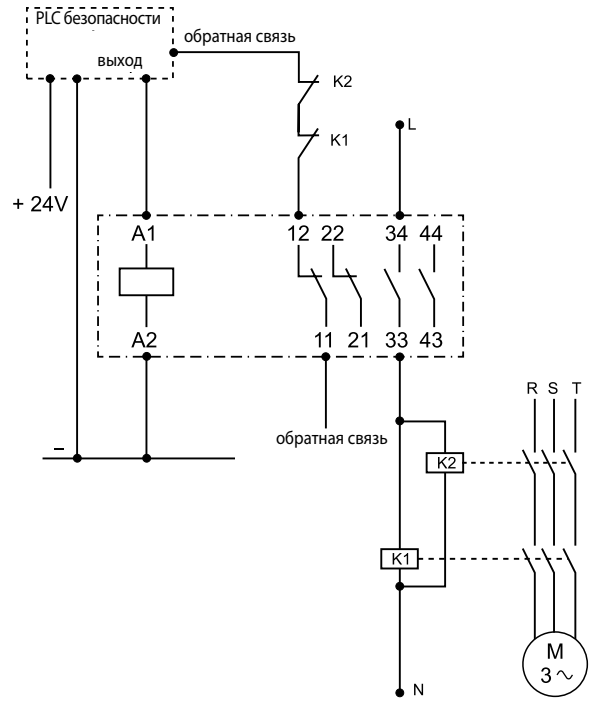 PLC безопасности
обратная связь
выход
K2
K1
L
+ 24V
A1 12 22 34 44
A2 11 21 33 43
R S T
обратная связь
–
K2
K1
M
3 ~
N